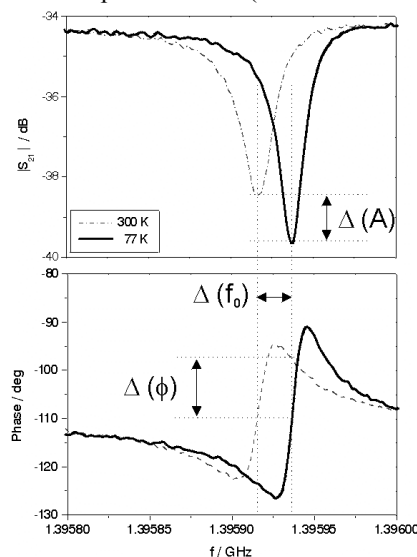 -34
-36
-38
-40
|S21| / dB
300 K
77 K
Δ (A)
Δ (f0)
Δ (ϕ)
-80
-90
-100
-110
-120
-130
Phase / deg
1.39580
1.39585
1.39590
1.39595
1.39600
f / GHz